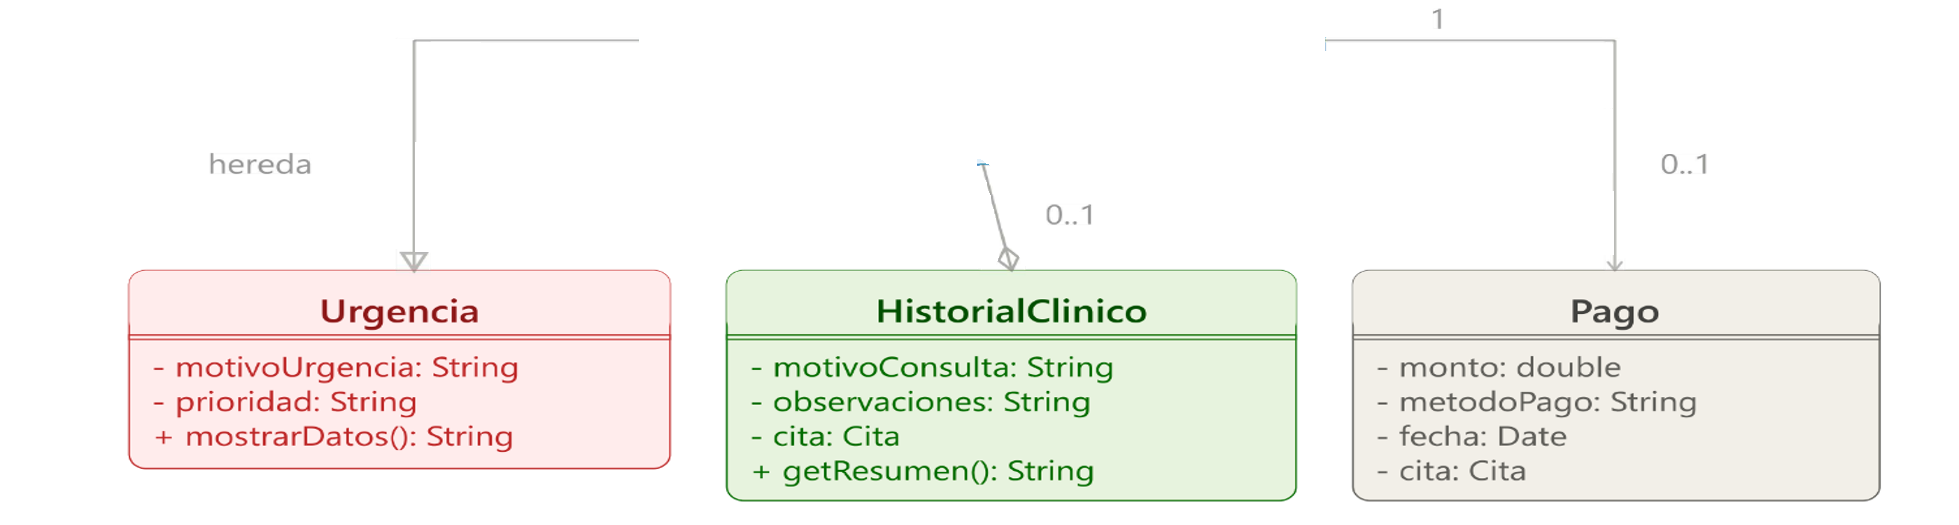 1
hereda
0..1
0..1
Urgencia
- motivoUrgencia: String
- prioridad: String
+ mostrarDatos(): String
HistorialClinico
- motivoConsulta: String
- observaciones: String
- cita: Cita
+ getResumen(): String
Pago
- monto: double
- metodoPago: String
- fecha: Date
- cita: Cita